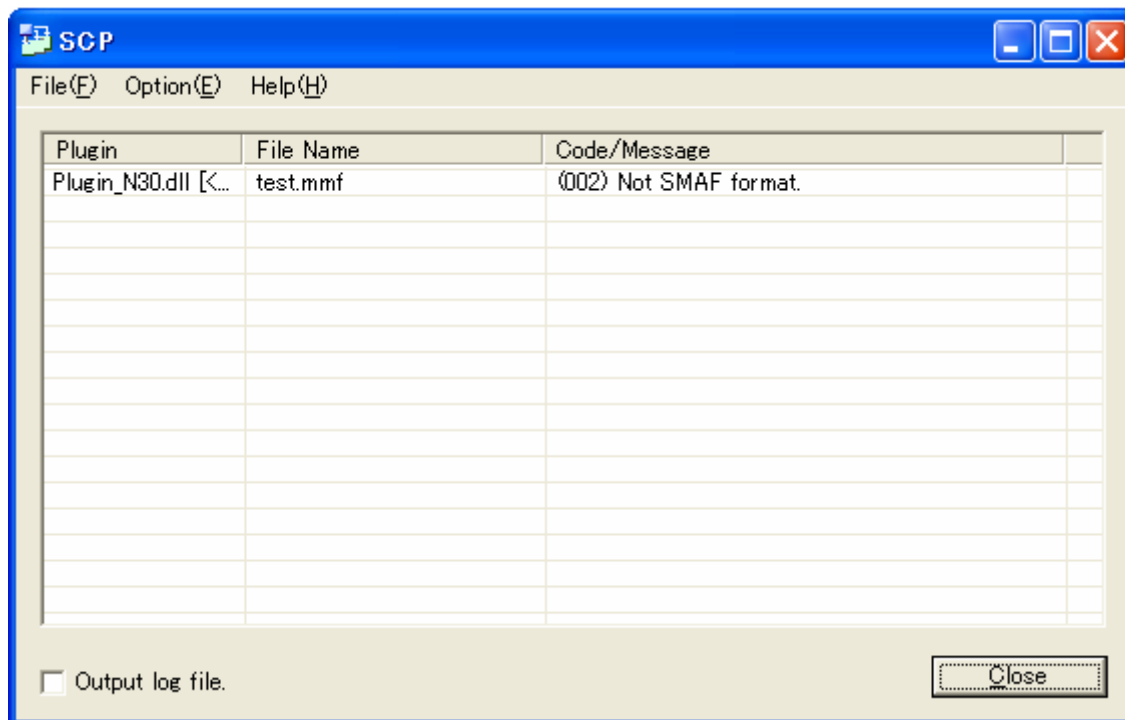 SCP
File(F) Option(E) Help(H)
Plugin File Name Code/Message
Plugin_N30.dll [<... test.mmf (002) Not SMAF format.
Output log file.
Close